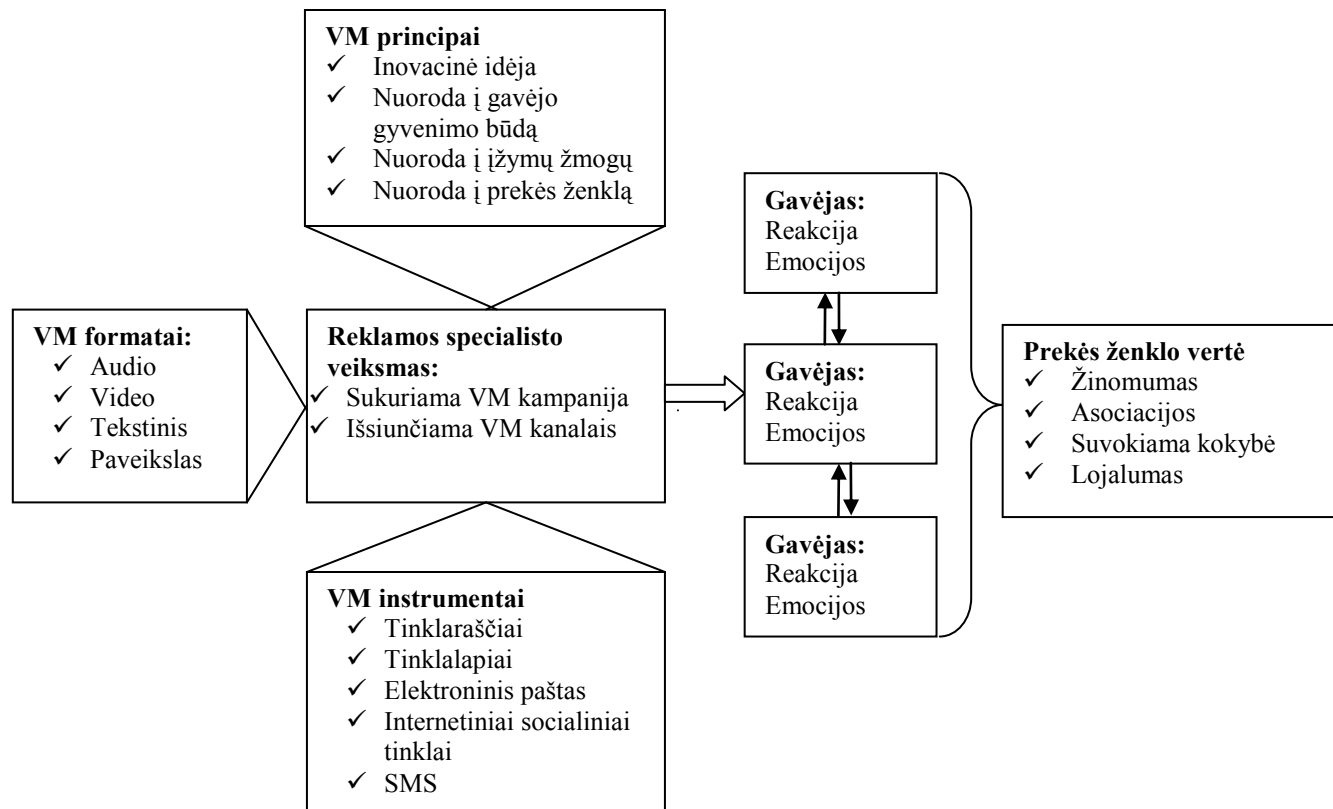 VM principai
✓ Inovacinė idėja
✓ Nuoroda į gavėjo
gyvenimo būdą
✓ Nuoroda į įžymų žmogų
✓ Nuoroda į prekės ženklą
VM formatai:
✓ Audio
✓ Video
✓ Tekstinis
✓ Paveikslas
Reklamos specialisto
veiksmas:
✓ Sukuriama VM kampanija
✓ Išsiunčiama VM kanalais
VM instrumentai
✓ Tinklaraščiai
✓ Tinklalapiai
✓ Elektroninis paštas
✓ Internetiniai socialiniai
tinklai
✓ SMS
Gavėjas:
Reakcija
Emocijos
Gavėjas:
Reakcija
Emocijos
Gavėjas:
Reakcija
Emocijos
Prekės ženklo vertė
✓ Žinomumas
✓ Asociacijos
✓ Suvokiama kokybė
✓ Lojalumas